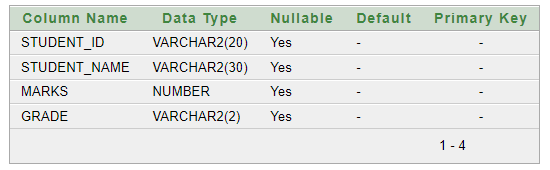 Column Name Data Type Nullable Default Primary Key
STUDENT_ID VARCHAR2(20) Yes - -
STUDENT_NAME VARCHAR2(30) Yes - -
MARKS NUMBER Yes - -
GRADE VARCHAR2(2) Yes - -
1 - 4